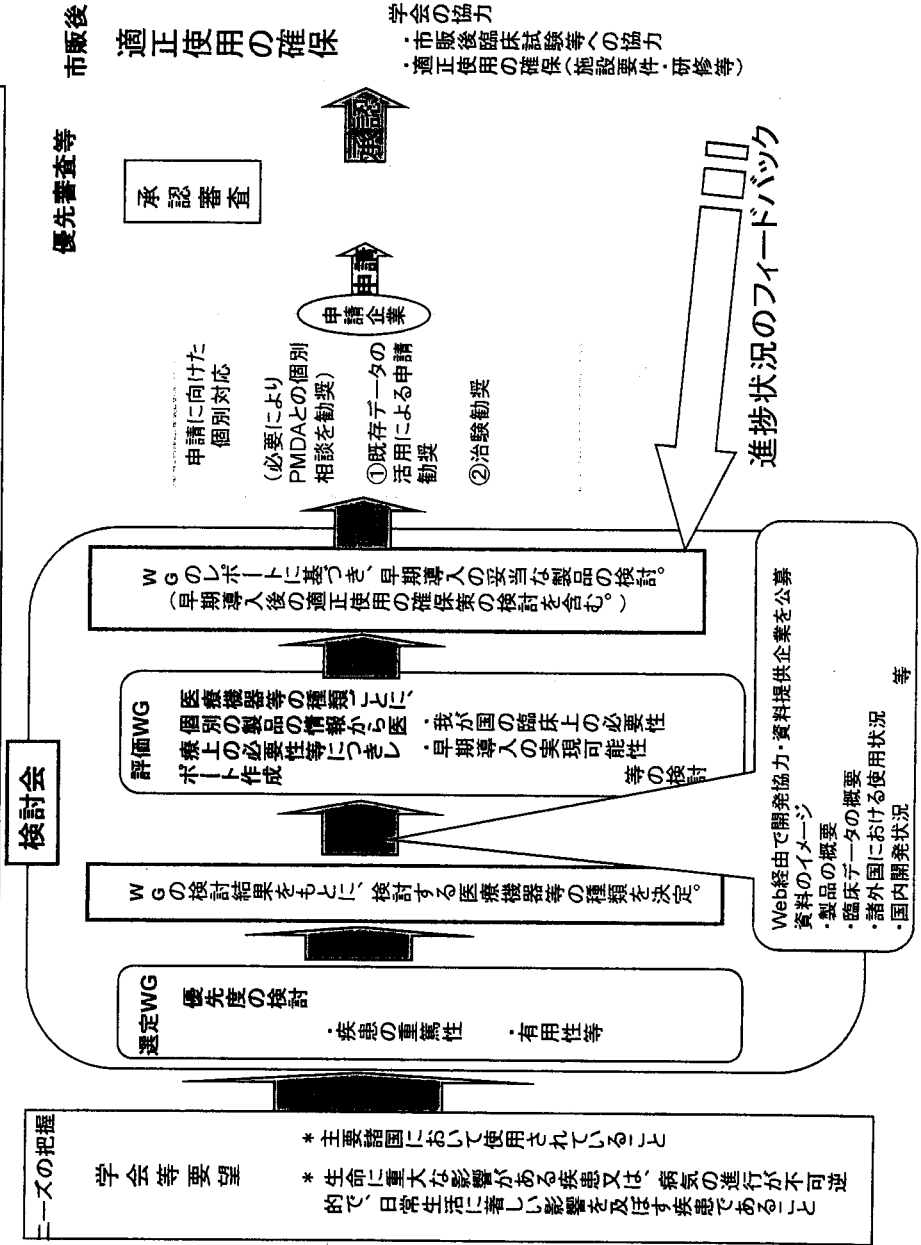 ニーズの把握
学会等要望
* 主要諸国において使用されていること
* 生命に重大な影響がある疾患又は、病気の進行が不可逆
的で、日常生活に著しい影響を及ぼす疾患であること
検討会
選定WG
優先度の検討
・疾患の重篤性
・有用性等
WGの検討結果をもとに、検討する医療機器等の種類を決定。
評価WG
医療機器等の種類ごとに、
個別の製品の情報から医
療上の必要性等につきレ
ポート作成
・我が国の臨床上の必要性
・早期導入の実現可能性
等の検討
WGのレポートに基づき、早期導入の妥当な製品の検討。
(早期導入後の適正使用の確保策の検討を含む。)
Web経由で開発協力・資料提供企業を公募
資料のイメージ
・製品の概要
・臨床データの概要
・諸外国における使用状況
・国内開発状況
等
申請に向けた
個別対応
(必要により
PMDAとの個別
相談を勧奨)
①既存データの
活用による申請
勧奨
②治験勧奨
申請企業
申請
優先審査等
承認審査
承認
市販後
適正使用の確保
学会の協力
・市販後臨床試験等への協力
・適正使用の確保(施設要件・研修等)
進捗状況のフィードバック